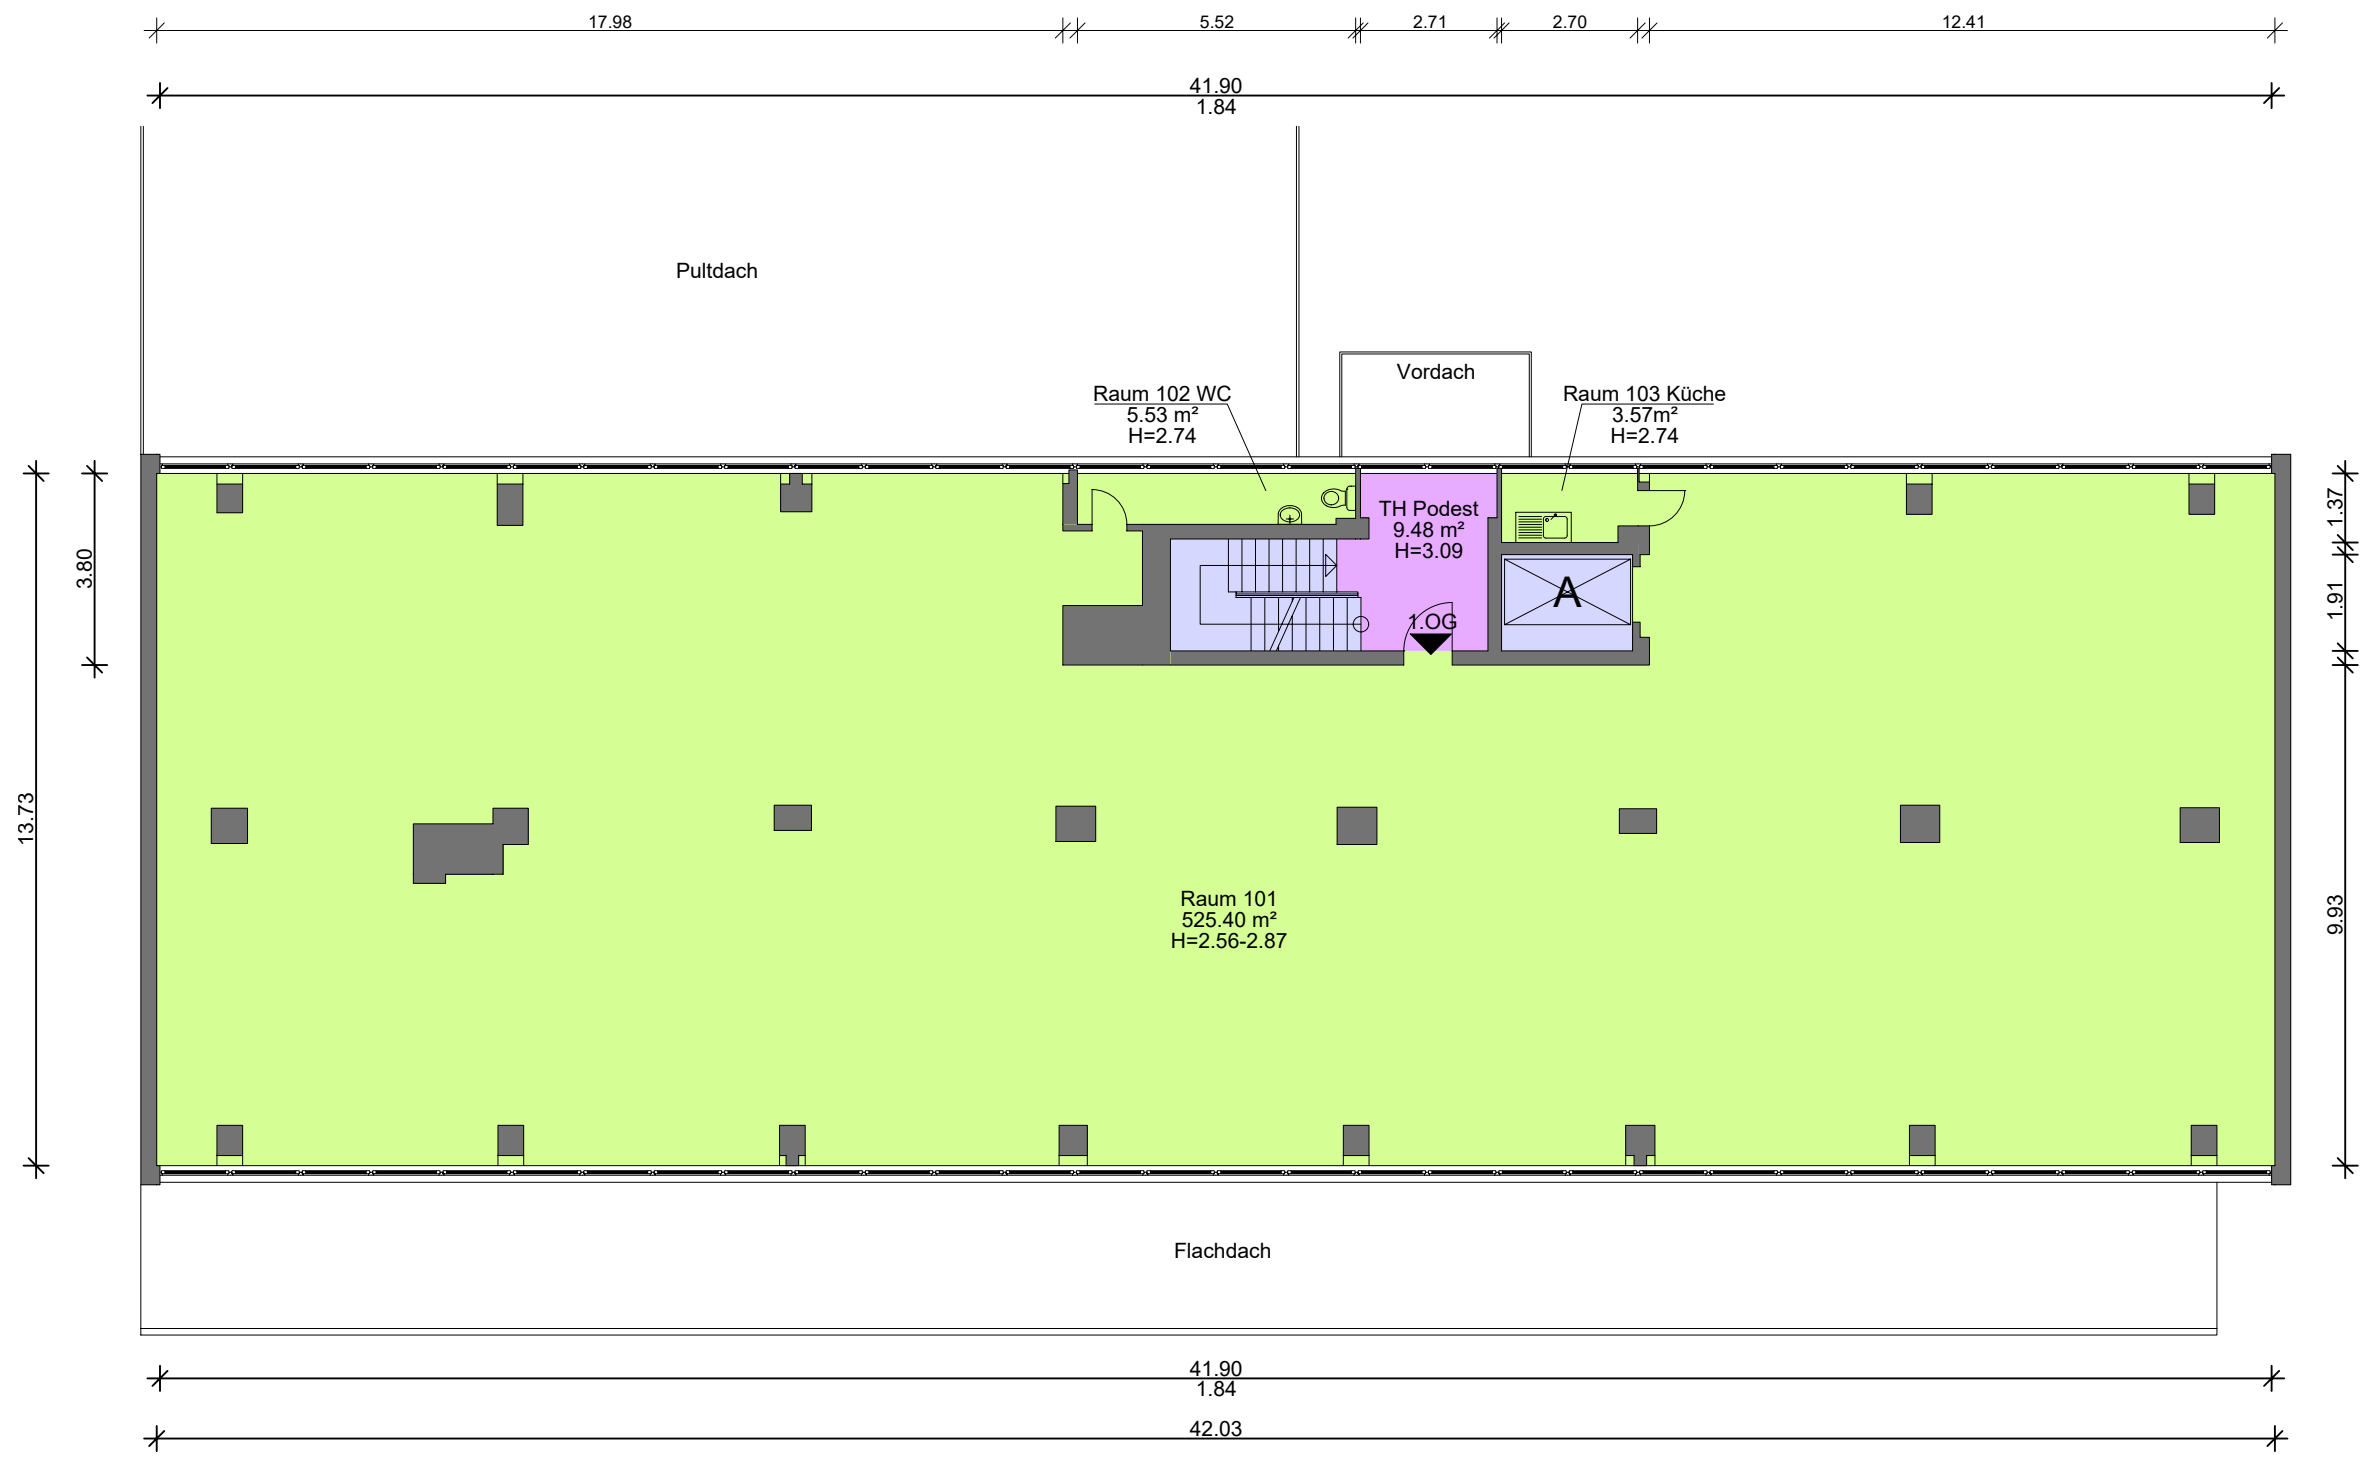 17.98
5.52
2.71
2.70
12.41
41.90
1.84
Pultdach
Vordach
Raum 102 WC
5.53 m²
H=2.74
Raum 103 Küche
3.57m²
H=2.74
TH Podest
9.48 m²
H=3.09
1.37
3.80
A
1.91
1.OG
13.73
Raum 101
525.40 m²
H=2.56-2.87
9.93
Flachdach
41.90
1.84
42.03